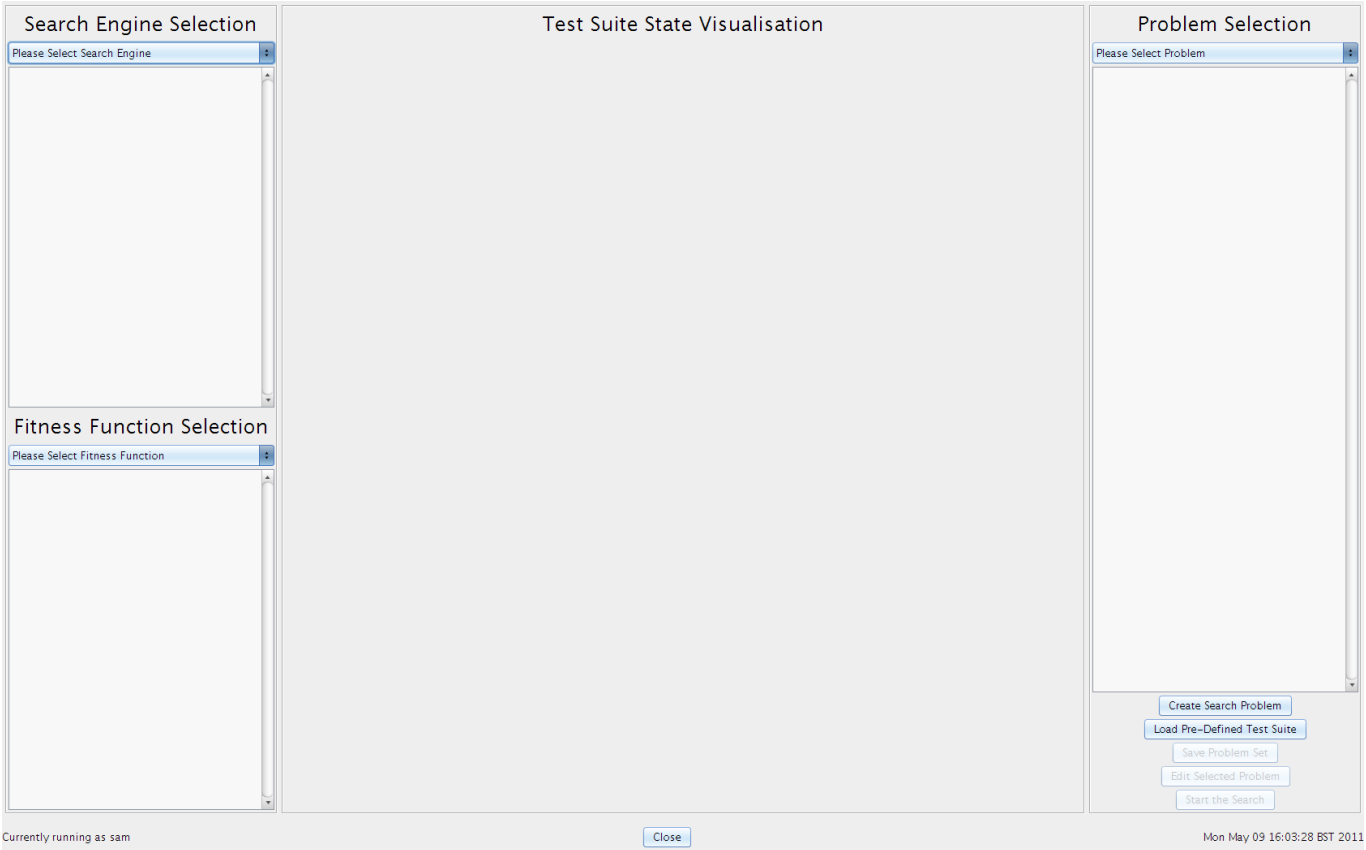 Search Engine Selection
Please Select Search Engine
Fitness Function Selection
Please Select Fitness Function
Test Suite State Visualisation
Problem Selection
Please Select Problem
Create Search Problem
Load Pre-Defined Test Suite
Save Problem Set
Edit Selected Problem
Start the Search
Currently running as sam
Close
Mon May 09 16:03:28 BST 2011